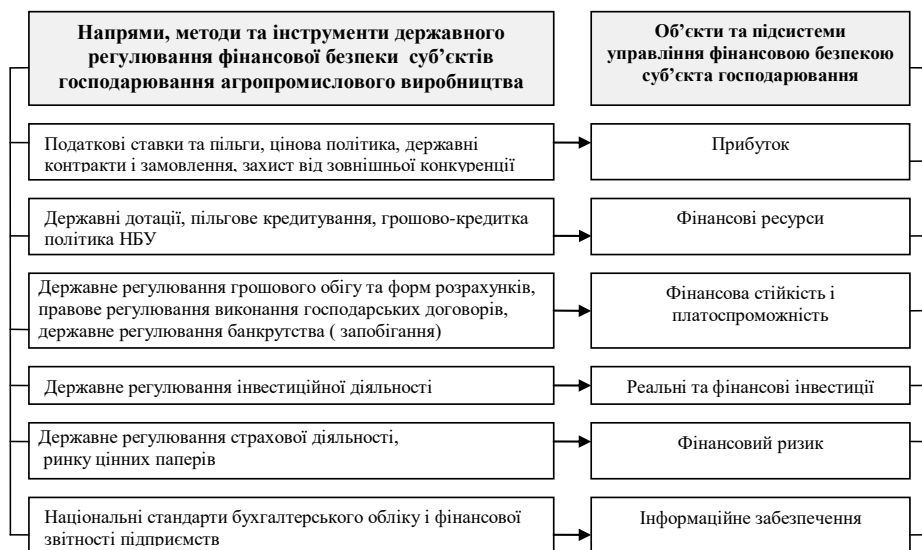 Напрями, методи та інструменти державного
регулювання фінансової безпеки суб’єктів
господарювання агропромислового виробництва
Об’єкти та підсистеми
управління фінансовою безпекою
суб’єкта господарювання
Податкові ставки та пільги, цінова політика, державні
контракти і замовлення, захист від зовнішньої конкуренції
Прибуток
Державні дотації, пільгове кредитування, грошово-кредитка
політика НБУ
Фінансові ресурси
Державне регулювання грошового обігу та форм розрахунків,
правове регулювання виконання господарських договорів,
державне регулювання банкрутства ( запобігання)
Фінансова стійкість і
платоспроможність
Державне регулювання інвестиційної діяльності
Реальні та фінансові інвестиції
Державне регулювання страхової діяльності,
ринку цінних паперів
Фінансовий ризик
Національні стандарти бухгалтерського обліку і фінансової
звітності підприємств
Інформаційне забезпечення